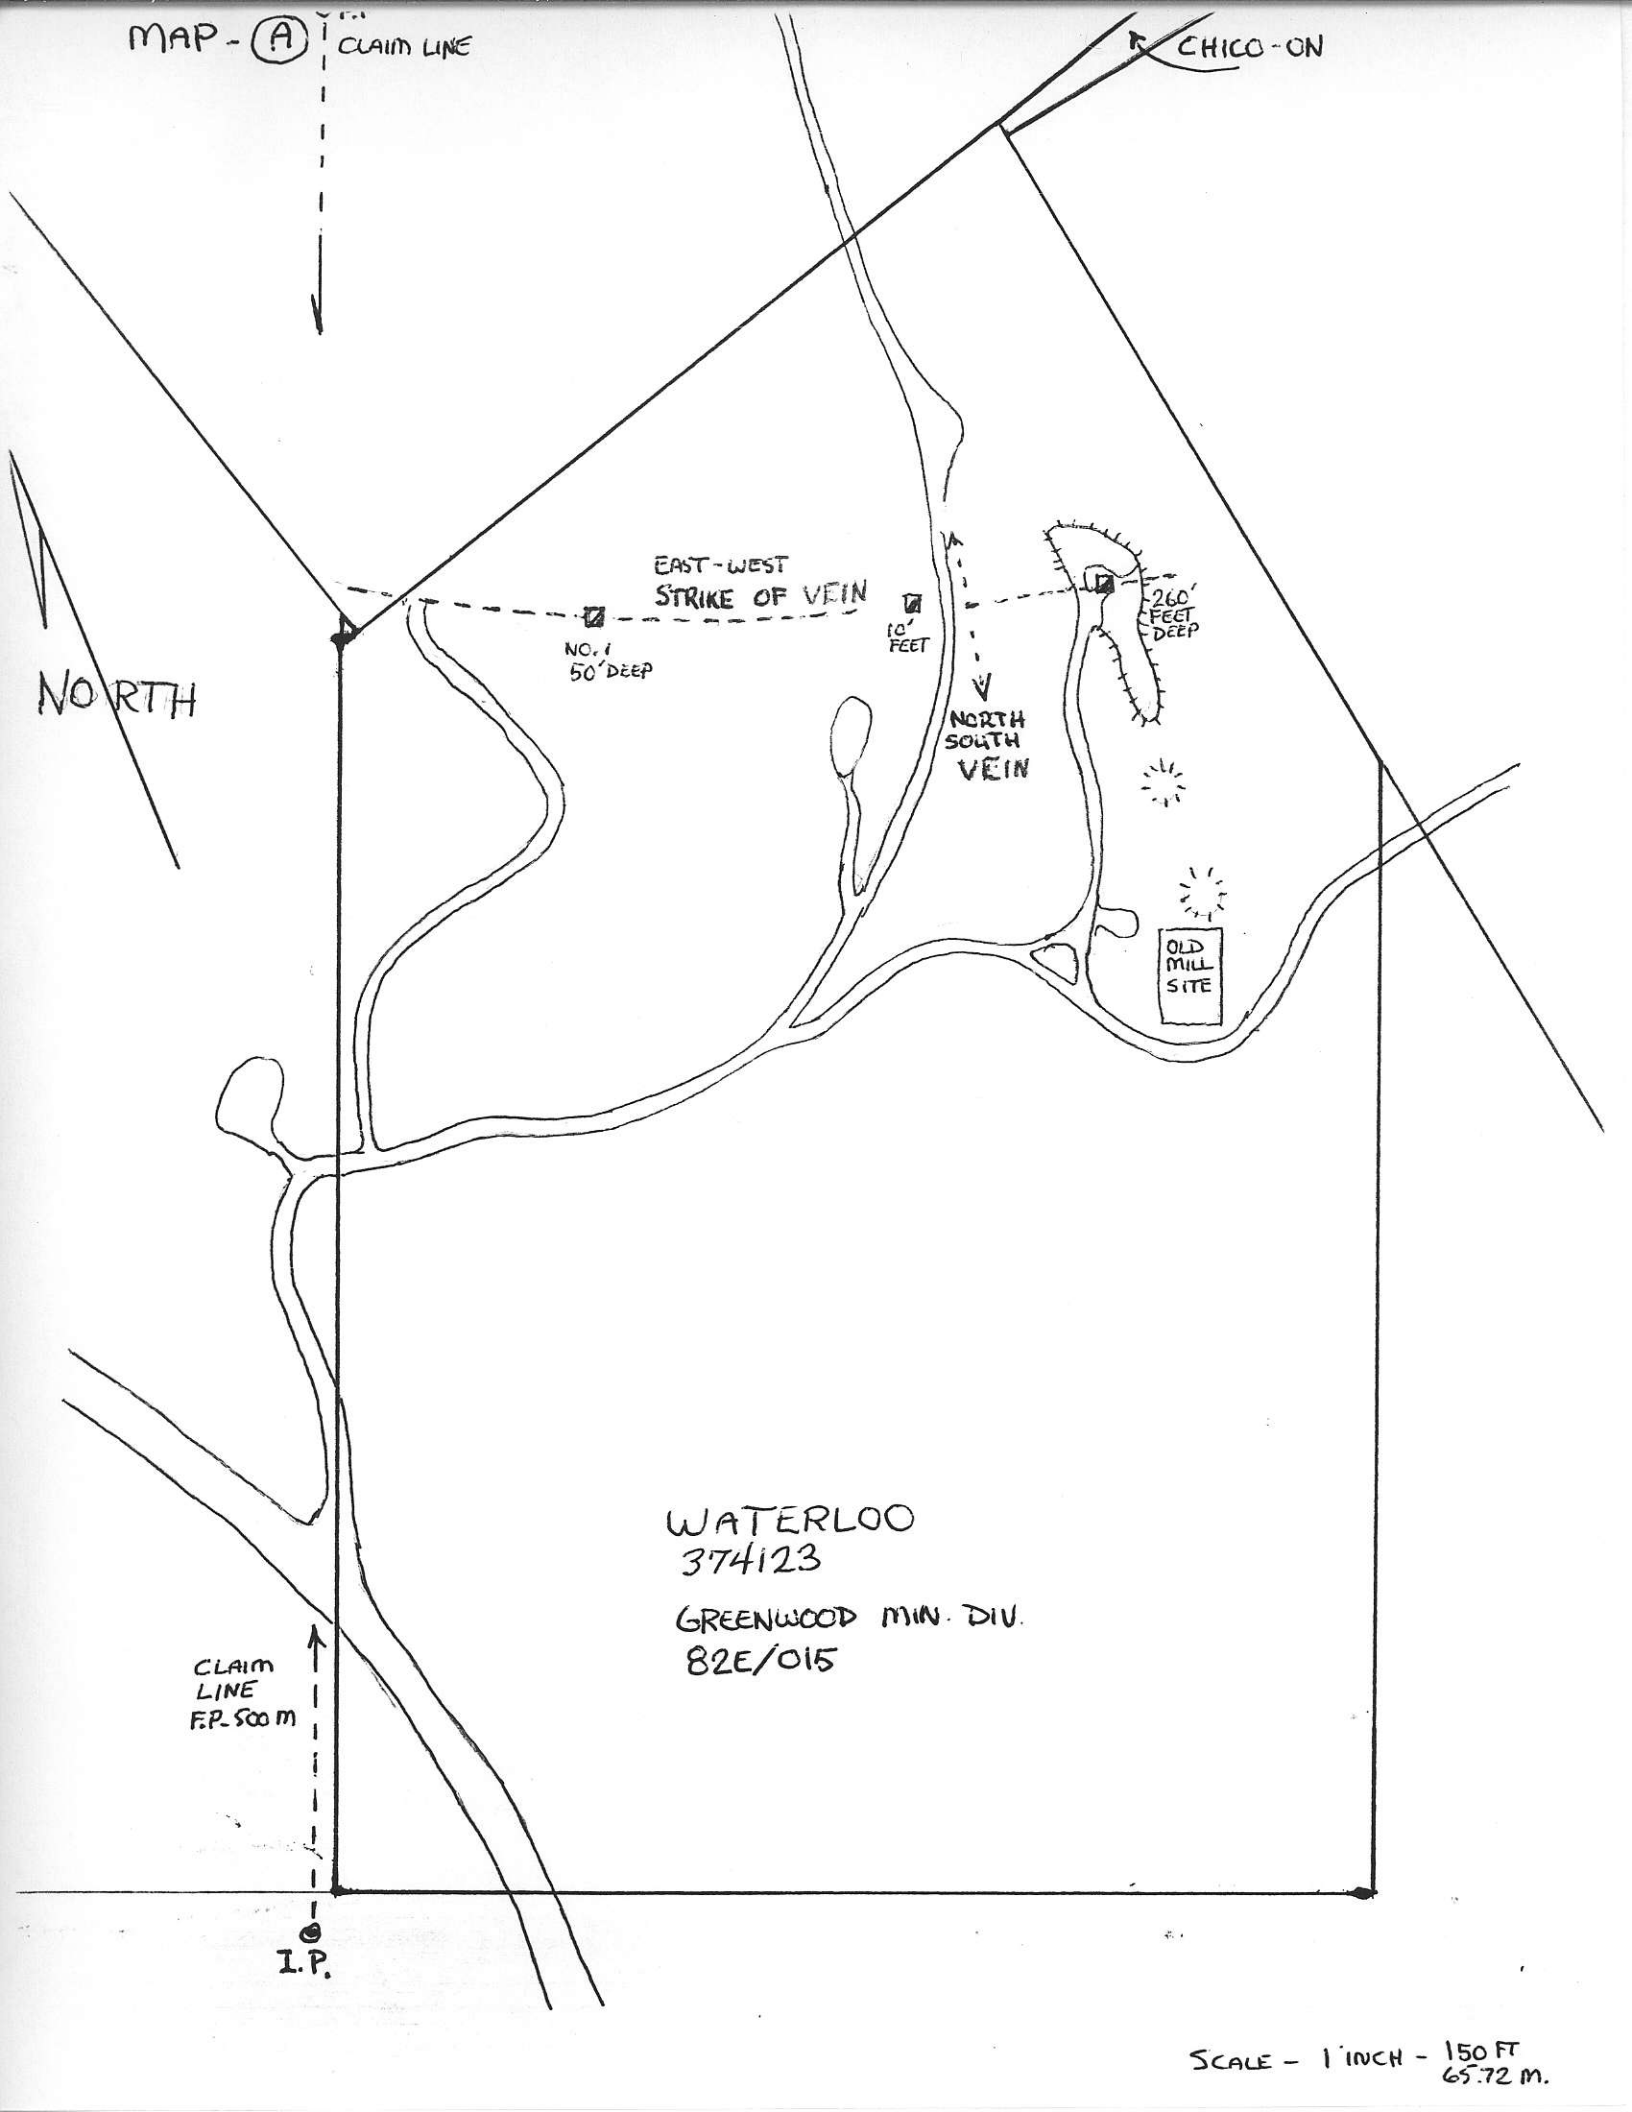 MAP - A
CLAIM LINE
CHICO-ON
NORTH
EAST-WEST
STRIKE OF VEIN
NO. 1
50' DEEP
10'
FEET
260'
FEET
DEEP
NORTH
SOUTH
VEIN
OLD
MILL
SITE
WATERLOO
374123
GREENWOOD MIN. DIV.
82E/015
CLAIM
LINE
F.P. - 500 M
I.P.
SCALE - 1 INCH - 150 FT
65.72 M.